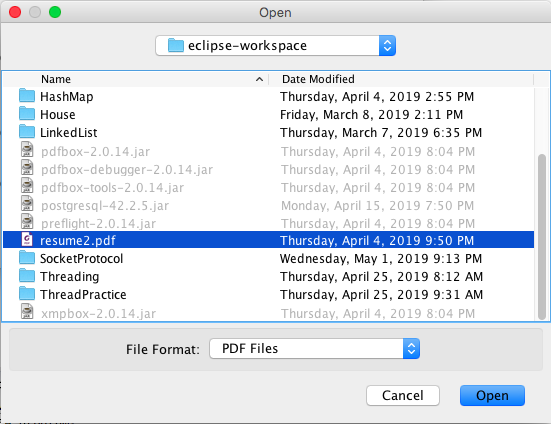 Open
eclipse-workspace
Name Date Modified
HashMap Thursday, April 4, 2019 2:55 PM
House Friday, March 8, 2019 2:11 PM
LinkedList Thursday, March 7, 2019 6:35 PM
pdfbox-2.0.14.jar Thursday, April 4, 2019 8:04 PM
pdfbox-debugger-2.0.14.jar Thursday, April 4, 2019 8:04 PM
pdfbox-tools-2.0.14.jar Thursday, April 4, 2019 8:04 PM
postgresql-42.2.5.jar Monday, April 15, 2019 7:50 PM
preflight-2.0.14.jar Thursday, April 4, 2019 8:04 PM
resume2.pdf Thursday, April 4, 2019 9:50 PM
SocketProtocol Wednesday, May 1, 2019 9:13 PM
Threading Thursday, April 25, 2019 8:12 AM
ThreadPractice Thursday, April 25, 2019 9:31 AM
xmpbox-2.0.14.jar Thursday, April 4, 2019 8:04 PM
File Format: PDF Files
Cancel Open